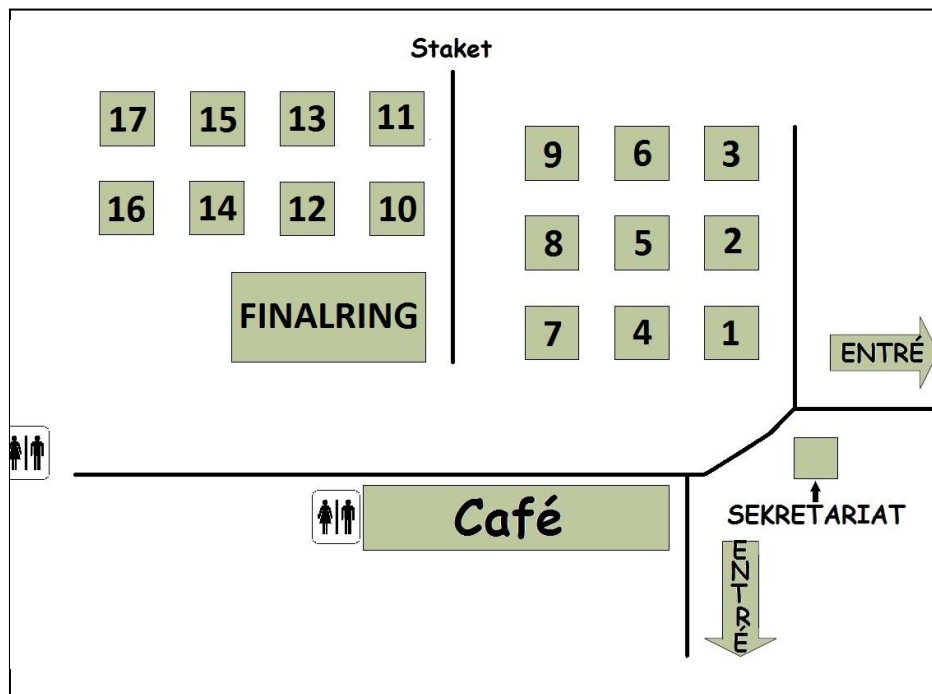 Staket
17 15 13 11
9 6 3
16 14 12 10
8 5 2
FINALRING
7 4 1
ENTRÉ
Café
SEKRETARIAT
ENTRÉ